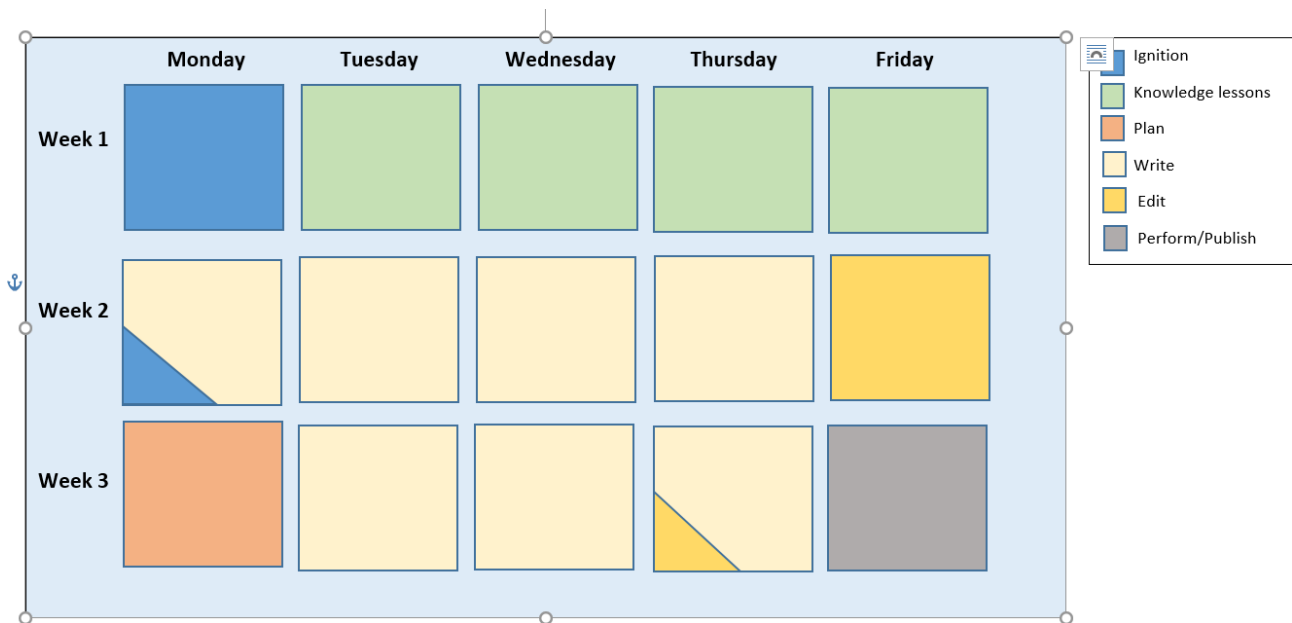 Monday Tuesday Wednesday Thursday Friday
Week 1
Week 2
Week 3
Ignition
Knowledge lessons
Plan
Write
Edit
Perform/Publish